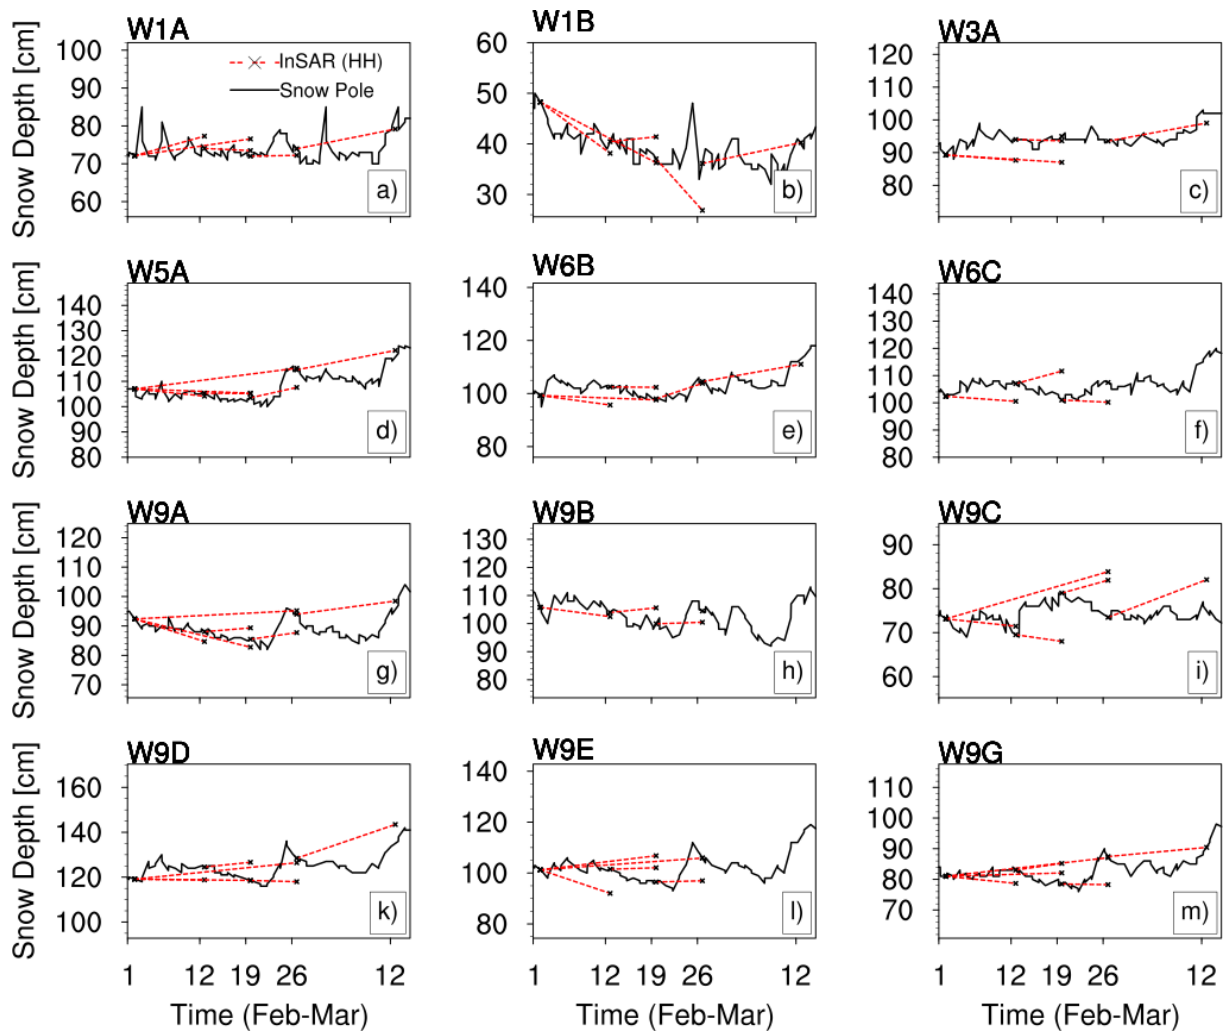 W1A
W1B
W3A
Snow Depth [cm]
100
90
80
70
60
InSAR (HH)
Snow Pole
a)
60
50
40
30
b)
120
110
100
90
80
c)
W5A
W6B
W6C
Snow Depth [cm]
140
130
120
110
100
90
80
d)
140
120
100
80
e)
140
130
120
110
100
90
80
f)
W9A
W9B
W9C
Snow Depth [cm]
120
110
100
90
80
70
g)
130
120
110
100
90
80
h)
90
80
70
60
i)
W9D
W9E
W9G
Snow Depth [cm]
160
140
120
100
k)
140
120
100
80
l)
110
100
90
80
70
60
m)
1 12 19 26 12
1 12 19 26 12
1 12 19 26 12
Time (Feb-Mar)
Time (Feb-Mar)
Time (Feb-Mar)